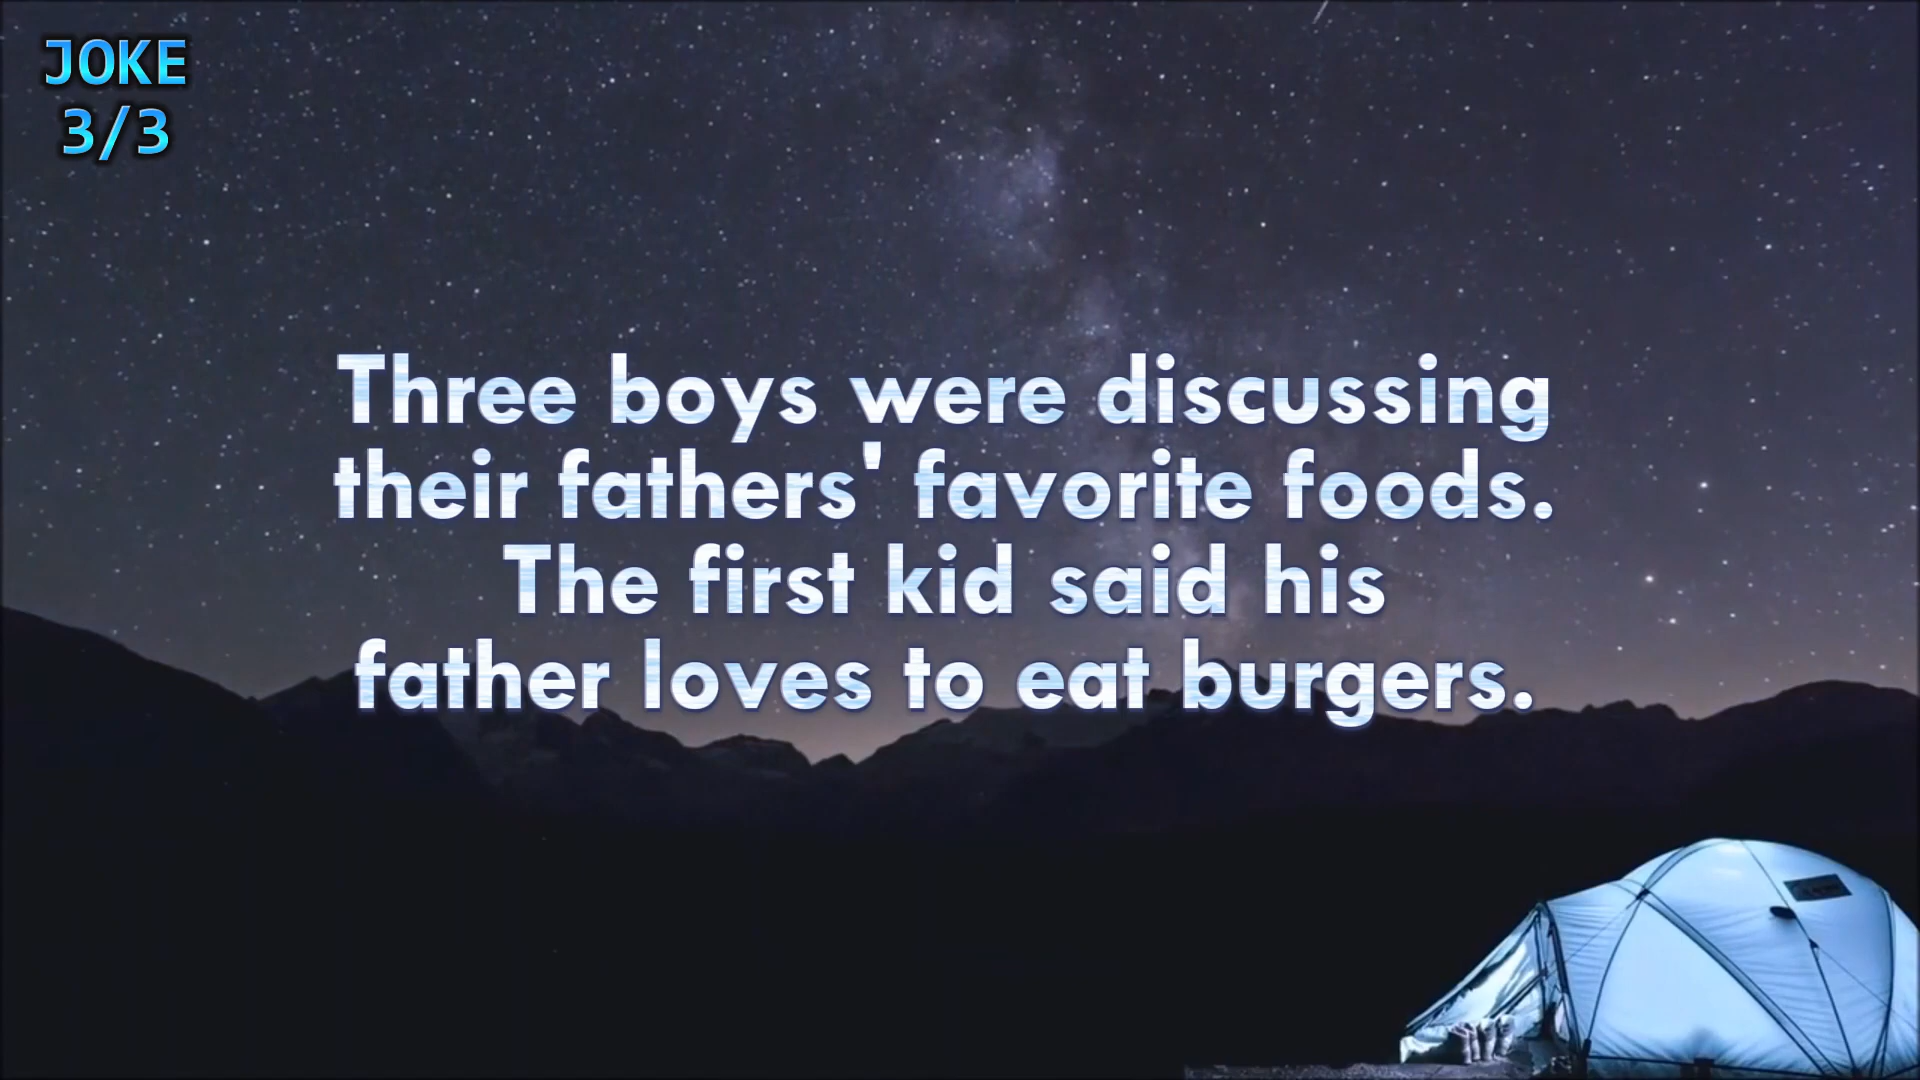 JOKE
3/3
Three boys were discussing
their fathers' favorite foods.
The first kid said his
father loves to eat burgers.